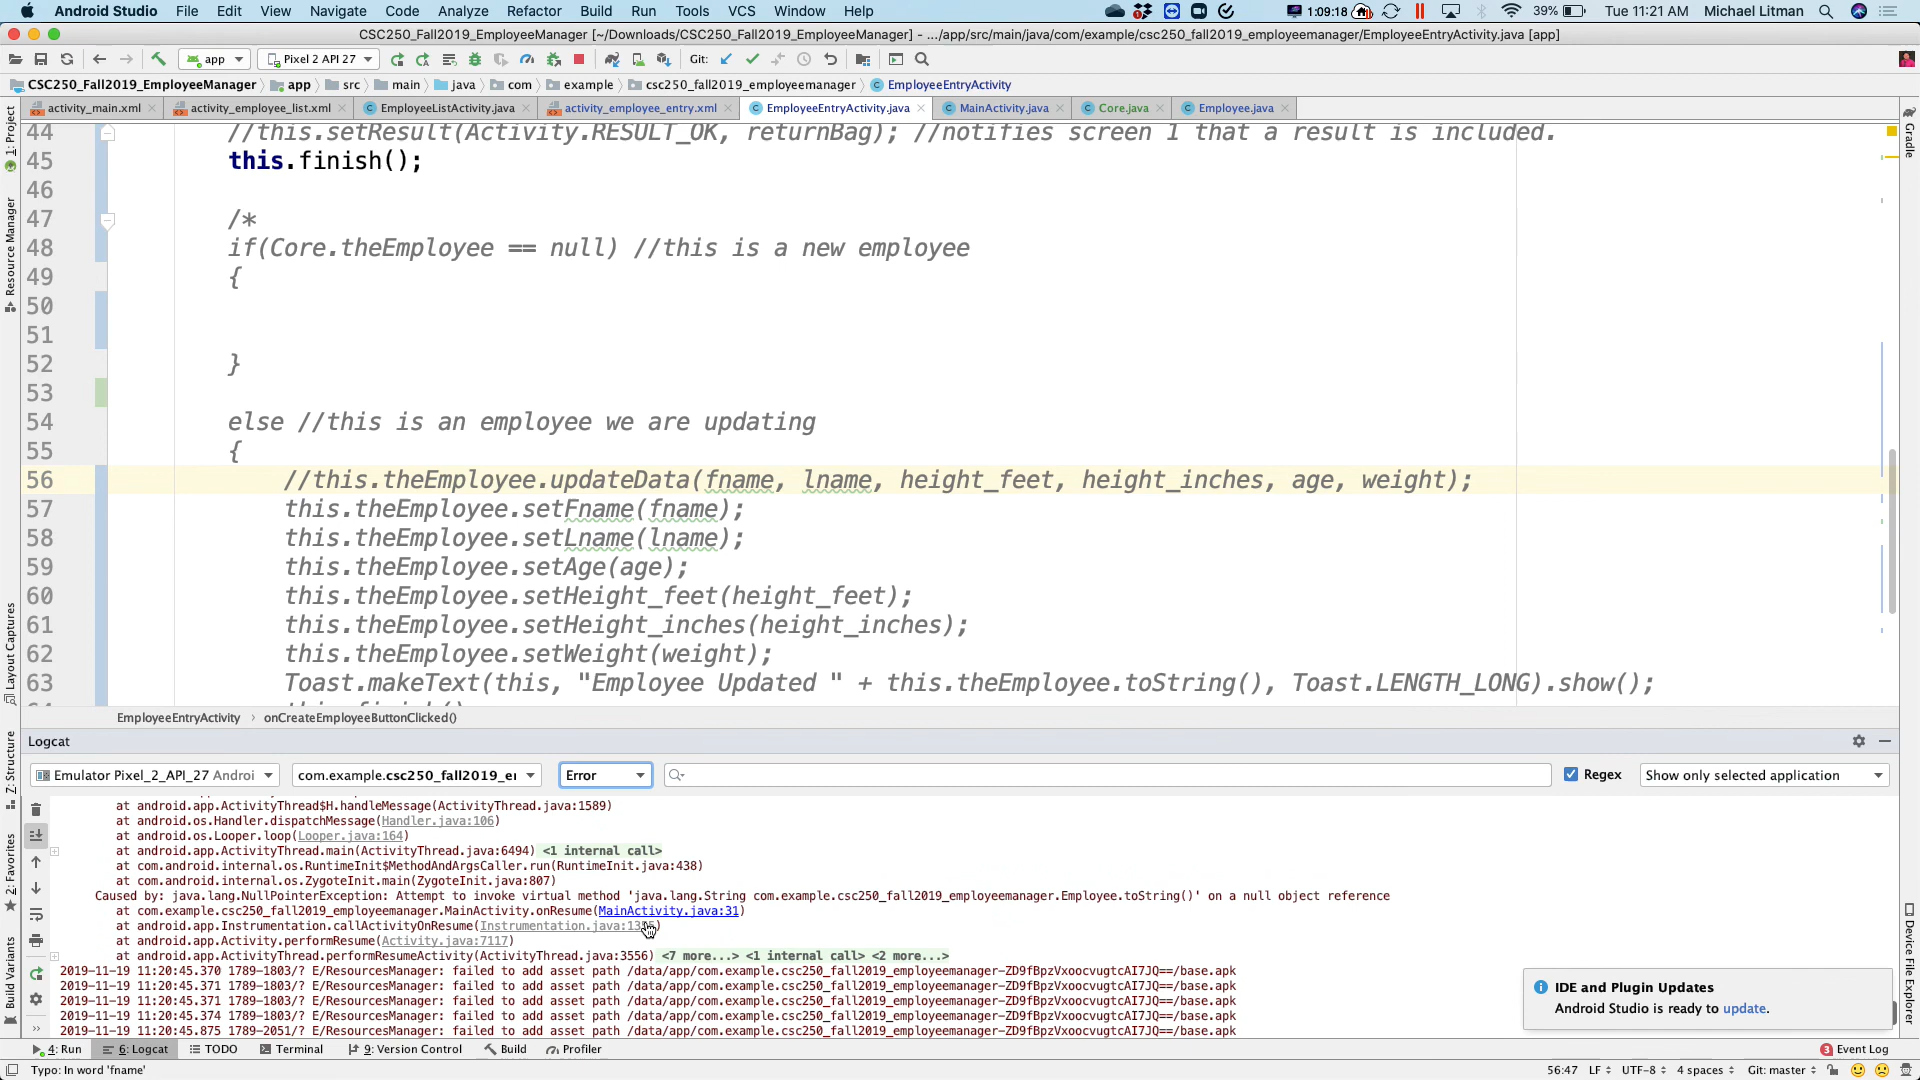 Android Studio File Edit View Navigate Code Analyze Refactor Build Run Tools VCS Window Help 1:09:18 39% Tue 11:21 AM Michael Litman
CSC250_Fall2019_EmployeeManager [~/Downloads/CSC250_Fall2019_EmployeeManager] - .../app/src/main/java/com/example/csc250_fall2019_employeemanager/EmployeeEntryActivity.java [app]
app Pixel 2 API 27 Git:
CSC250_Fall2019_EmployeeManager app src main java com example csc250_fall2019_employeemanager EmployeeEntryActivity
activity_main.xml activity_employee_list.xml EmployeeListActivity.java activity_employee_entry.xml EmployeeEntryActivity.java MainActivity.java Core.java Employee.java
44 //this.setResult(Activity.RESULT_OK, returnBag); //notifies screen 1 that a result is included.
45 this.finish();
46
47 /*
48 if(Core.theEmployee == null) //this is a new employee
49 {
50
51
52 }
53
54 else //this is an employee we are updating
55 {
56 //this.theEmployee.updateData(fname, lname, height_feet, height_inches, age, weight);
57 this.theEmployee.setFname(fname);
58 this.theEmployee.setLname(lname);
59 this.theEmployee.setAge(age);
60 this.theEmployee.setHeight_feet(height_feet);
61 this.theEmployee.setHeight_inches(height_inches);
62 this.theEmployee.setWeight(weight);
63 Toast.makeText(this, "Employee Updated " + this.theEmployee.toString(), Toast.LENGTH_LONG).show();
EmployeeEntryActivity onCreateEmployeeButtonClicked()
Logcat
Emulator Pixel_2_API_27 Androi com.example.csc250_fall2019_e Error Regex Show only selected application
at android.app.ActivityThread$H.handleMessage(ActivityThread.java:1589)
at android.os.Handler.dispatchMessage(Handler.java:106)
at android.os.Looper.loop(Looper.java:164)
at android.app.ActivityThread.main(ActivityThread.java:6494) <1 internal call>
at com.android.internal.os.RuntimeInit$MethodAndArgsCaller.run(RuntimeInit.java:438)
at com.android.internal.os.ZygoteInit.main(ZygoteInit.java:807)
Caused by: java.lang.NullPointerException: Attempt to invoke virtual method 'java.lang.String com.example.csc250_fall2019_employeemanager.Employee.toString()' on a null object reference
at com.example.csc250_fall2019_employeemanager.MainActivity.onResume(MainActivity.java:31)
at android.app.Instrumentation.callActivityOnResume(Instrumentation.java:13
at android.app.Activity.performResume(Activity.java:7117)
at android.app.ActivityThread.performResumeActivity(ActivityThread.java:3556) <7 more...> <1 internal call> <2 more...>
2019-11-19 11:20:45.370 1789-1803/? E/ResourcesManager: failed to add asset path /data/app/com.example.csc250_fall2019_employeemanager-ZD9fBpzVxoocvugtcAI7JQ==/base.apk
2019-11-19 11:20:45.371 1789-1803/? E/ResourcesManager: failed to add asset path /data/app/com.example.csc250_fall2019_employeemanager-ZD9fBpzVxoocvugtcAI7JQ==/base.apk
2019-11-19 11:20:45.371 1789-1803/? E/ResourcesManager: failed to add asset path /data/app/com.example.csc250_fall2019_employeemanager-ZD9fBpzVxoocvugtcAI7JQ==/base.apk
2019-11-19 11:20:45.374 1789-1803/? E/ResourcesManager: failed to add asset path /data/app/com.example.csc250_fall2019_employeemanager-ZD9fBpzVxoocvugtcAI7JQ==/base.apk
2019-11-19 11:20:45.875 1789-2051/? E/ResourcesManager: failed to add asset path /data/app/com.example.csc250_fall2019_employeemanager-ZD9fBpzVxoocvugtcAI7JQ==/base.apk
IDE and Plugin Updates
Android Studio is ready to update.
4: Run 6: Logcat TODO Terminal 9: Version Control Build Profiler 3 Event Log
Typo: In word 'fname' 56:47 LF UTF-8 4 spaces Git: master
1: Project
Resource Manager
Layout Captures
Z: Structure
2: Favorites
Build Variants
Gradle
Device File Explorer